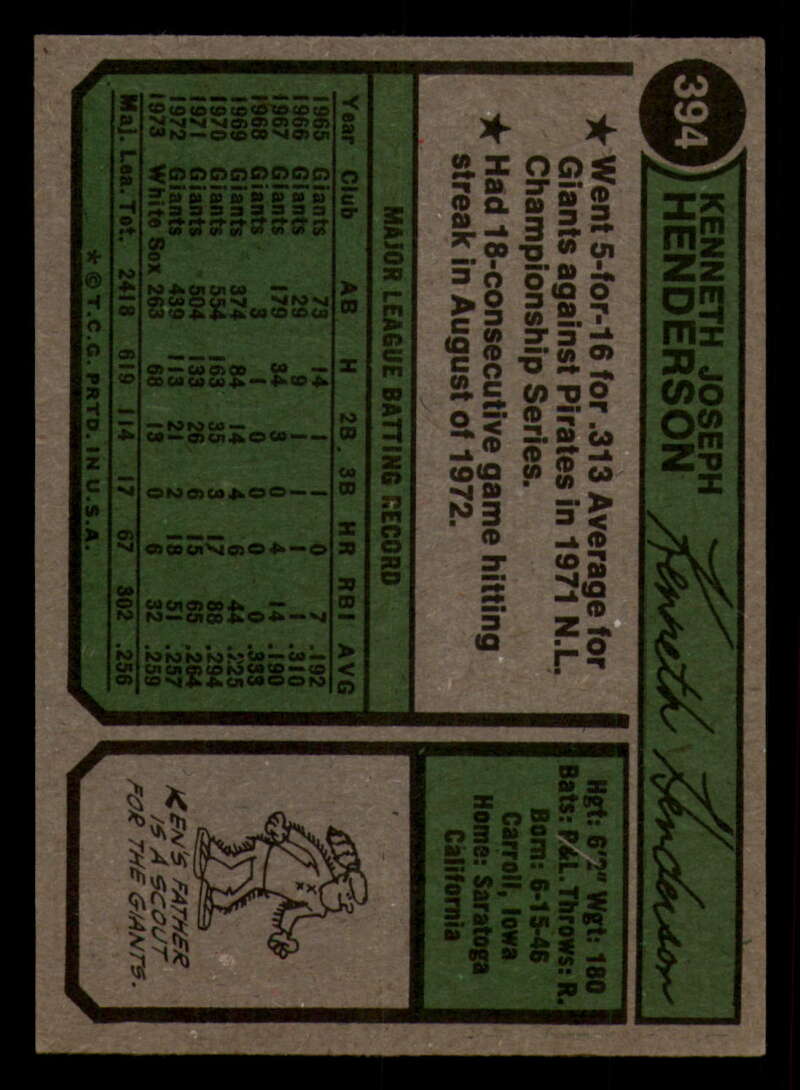 394
KENNETH JOSEPH
HENDERSON
Kenneth Henderson
★ Went 5-for-16 for .313 Average for
Giants against Pirates in 1971 N.L.
Championship Series.
★ Had 18-consecutive game hitting
streak in August of 1972.
MAJOR LEAGUE BATTING RECORD
Year Club AB H 2B 3B HR RBI AVG
1965 Giants 73 14 1 1 0 7 .192
1966 Giants 29 9 1 1 1 1 .310
1967 Giants 179 34 3 0 4 14 .190
1968 Giants 3 1 0 0 0 0 .333
1969 Giants 374 84 14 4 6 44 .225
1970 Giants 554 163 35 3 17 88 .294
1971 Giants 504 133 26 6 15 65 .264
1972 Giants 439 113 21 2 18 51 .257
1973 White Sox 263 68 13 0 6 32 .259
Maj. Lea. Tot. 2418 619 114 17 67 302 .256
* © T.C.G. PRTD. IN U.S.A.
Hgt: 6'2" Wgt: 180
Bats: R&L Throws: R.
Born: 6-15-46
Carroll, Iowa
Home: Saratoga
California
KEN'S FATHER
IS A SCOUT
FOR THE GIANTS.